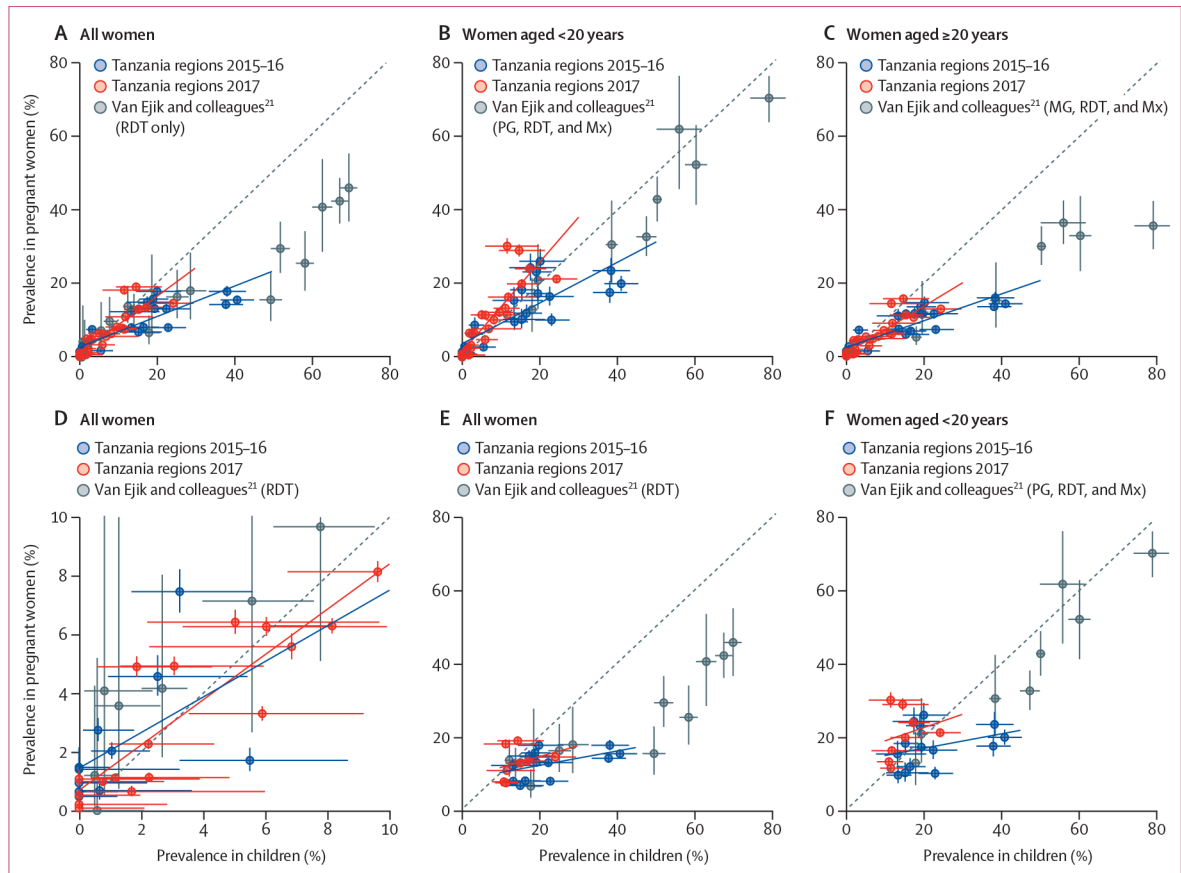 A All women
Tanzania regions 2015–16
Tanzania regions 2017
Van Ejik and colleagues²¹
(RDT only)
80
60
40
20
0
0 20 40 60 80
Prevalence in pregnant women (%)
B Women aged <20 years
Tanzania regions 2015–16
Tanzania regions 2017
Van Ejik and colleagues²¹
(PG, RDT, and Mx)
80
60
40
20
0
0 20 40 60 80
C Women aged ≥20 years
Tanzania regions 2015–16
Tanzania regions 2017
Van Ejik and colleagues²¹ (MG, RDT, and Mx)
80
60
40
20
0
0 20 40 60 80
D All women
Tanzania regions 2015–16
Tanzania regions 2017
Van Ejik and colleagues²¹ (RDT)
10
8
6
4
2
0
0 2 4 6 8 10
Prevalence in pregnant women (%)
Prevalence in children (%)
E All women
Tanzania regions 2015–16
Tanzania regions 2017
Van Ejik and colleagues²¹ (RDT)
80
60
40
20
0
0 20 40 60 80
Prevalence in children (%)
F Women aged <20 years
Tanzania regions 2015–16
Tanzania regions 2017
Van Ejik and colleagues²¹ (PG, RDT, and Mx)
80
60
40
20
0
0 20 40 60 80
Prevalence in children (%)